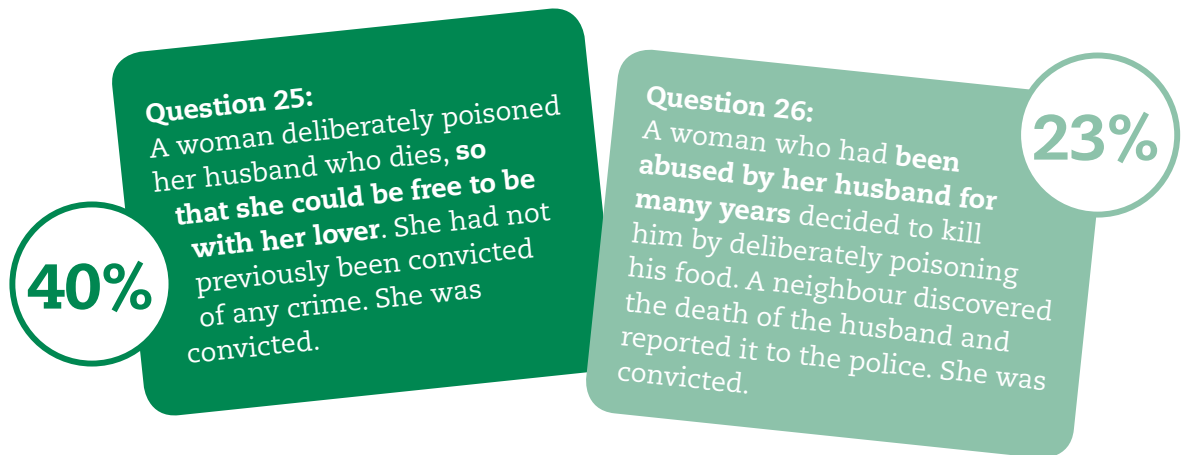 Question 25:
A woman deliberately poisoned
her husband who dies, so
that she could be free to be
with her lover. She had not
previously been convicted
of any crime. She was
convicted.
40%
Question 26:
A woman who had been
abused by her husband for
many years decided to kill
him by deliberately poisoning
his food. A neighbour discovered
the death of the husband and
reported it to the police. She was
convicted.
23%